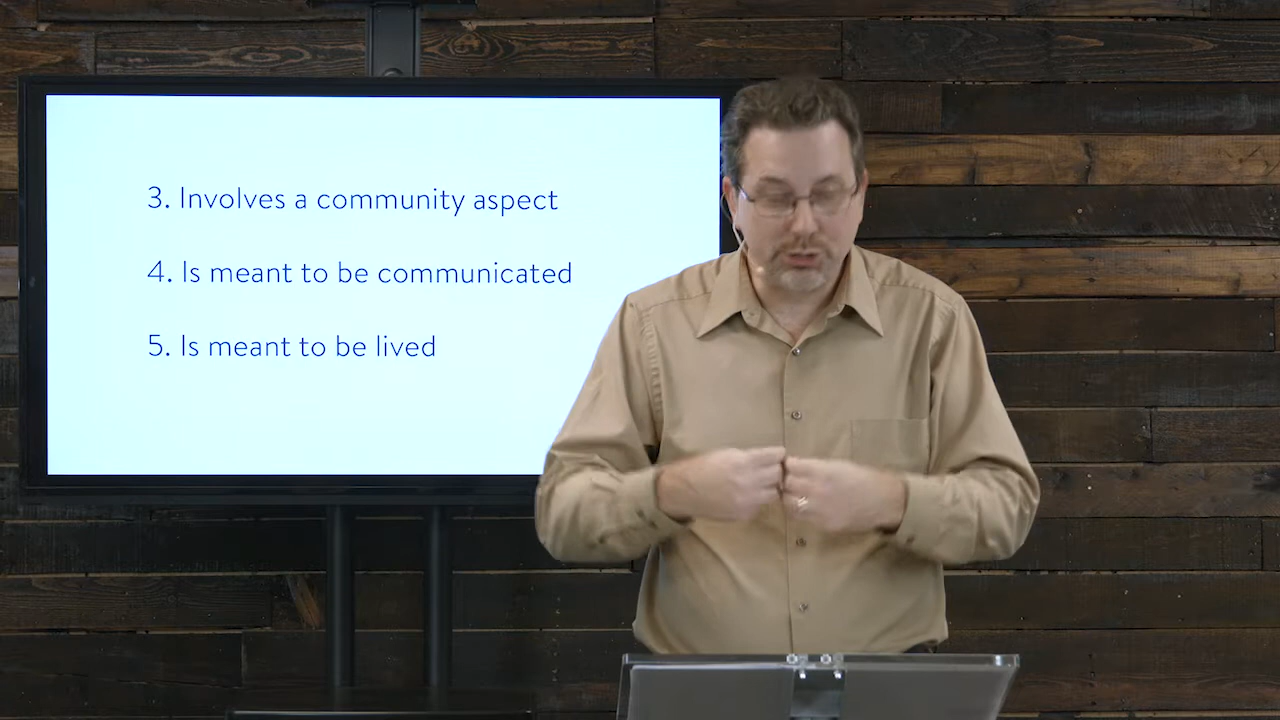 3. Involves a community aspect
4. Is meant to be communicated
5. Is meant to be lived